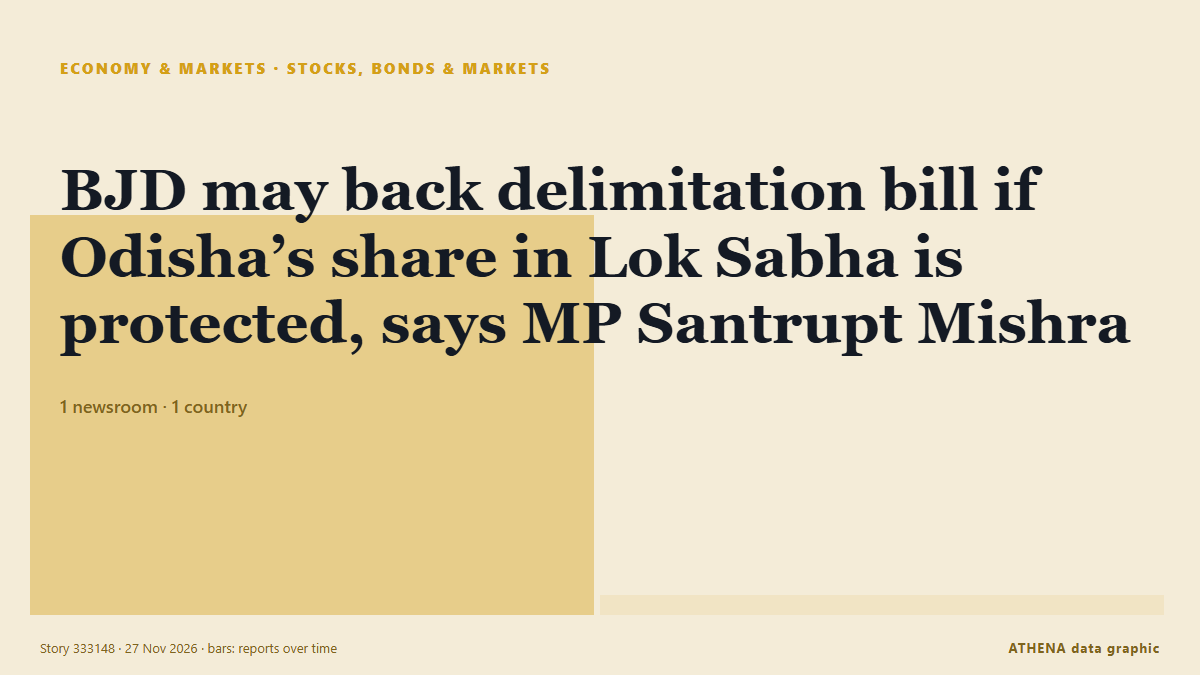 ECONOMY & MARKETS · STOCKS, BONDS & MARKETS
BJD may back delimitation bill if
Odisha’s share in Lok Sabha is
protected, says MP Santrupt Mishra
1 newsroom · 1 country
Story 333148 · 27 Nov 2026 · bars: reports over time
ATHENA data graphic